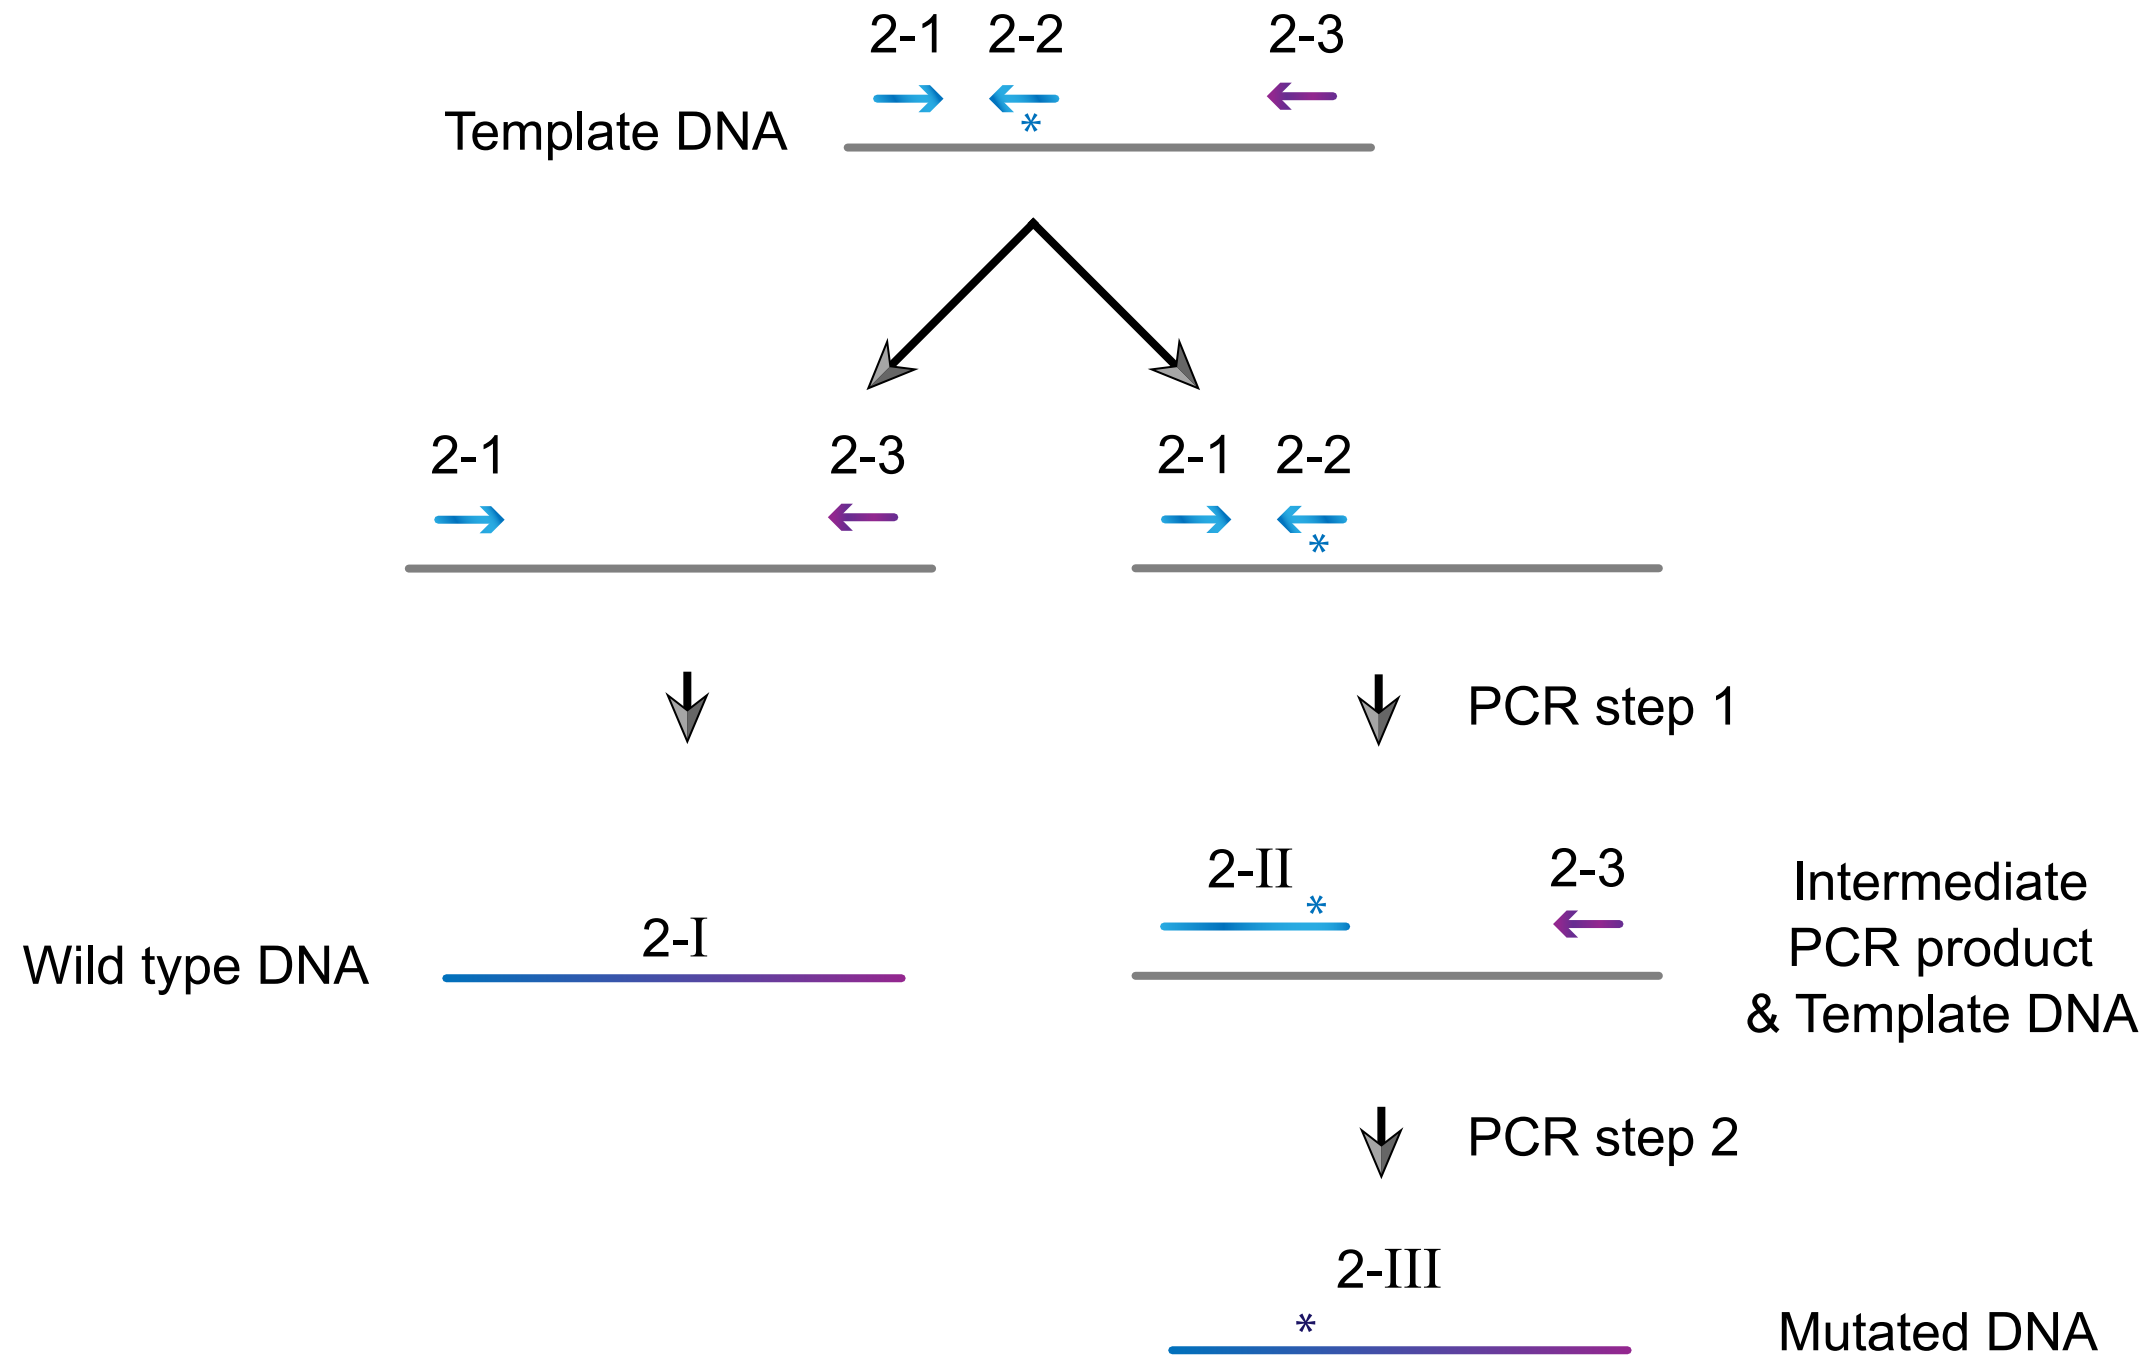 2-1 2-2 2-3
*
Template DNA
2-1 2-3 2-1 2-2
*
PCR step 1
2-II 2-3
*
Intermediate
PCR product
& Template DNA
2-I
Wild type DNA
PCR step 2
2-III
*
Mutated DNA